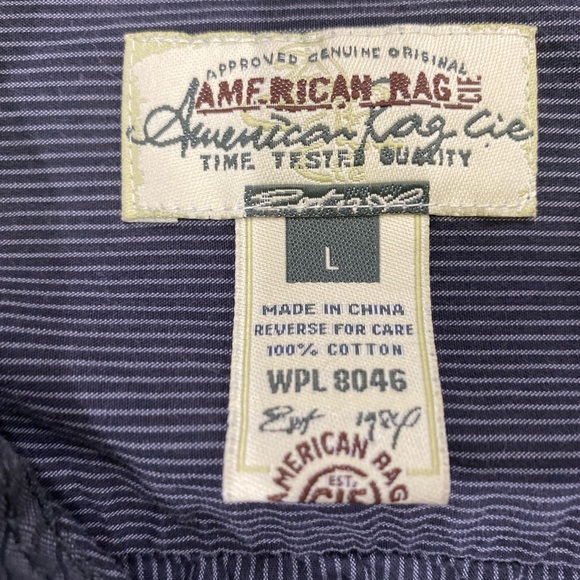 APPROVED GENUINE ORIGINAL
AMERICAN RAG CIE
American Rag Cie
TIME TESTED QUALITY
L
MADE IN CHINA
REVERSE FOR CARE
100% COTTON
WPL 8046
Est 1984
AMERICAN RAG
EST.
CIE